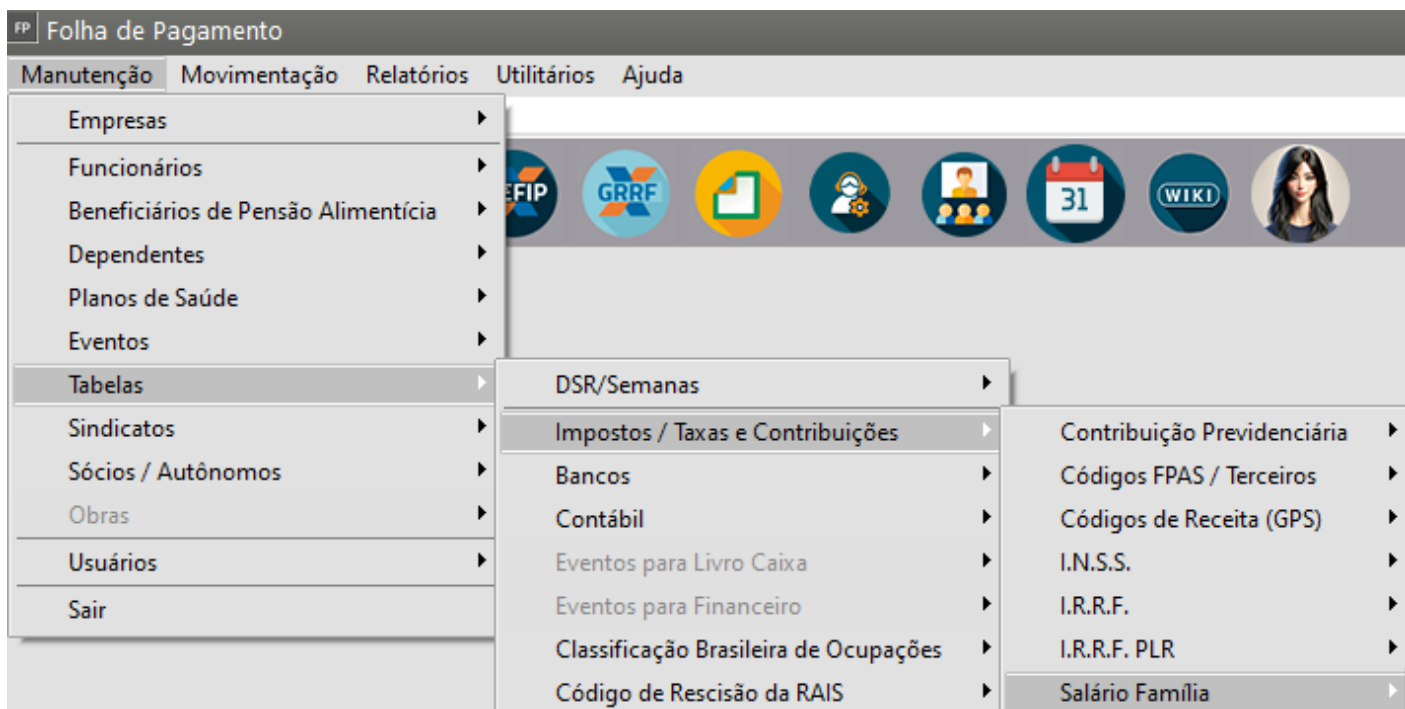 FP Folha de Pagamento
Manutenção Movimentação Relatórios Utilitários Ajuda
Empresas
Funcionários
Beneficiários de Pensão Alimentícia
Dependentes
Planos de Saúde
Eventos
Tabelas
Sindicatos
Sócios / Autônomos
Obras
Usuários
Sair
EFIP GRRF 31 WIKI
DSR/Semanas
Impostos / Taxas e Contribuições
Bancos
Contábil
Eventos para Livro Caixa
Eventos para Financeiro
Classificação Brasileira de Ocupações
Código de Rescisão da RAIS
Contribuição Previdenciária
Códigos FPAS / Terceiros
Códigos de Receita (GPS)
I.N.S.S.
I.R.R.F.
I.R.R.F. PLR
Salário Família